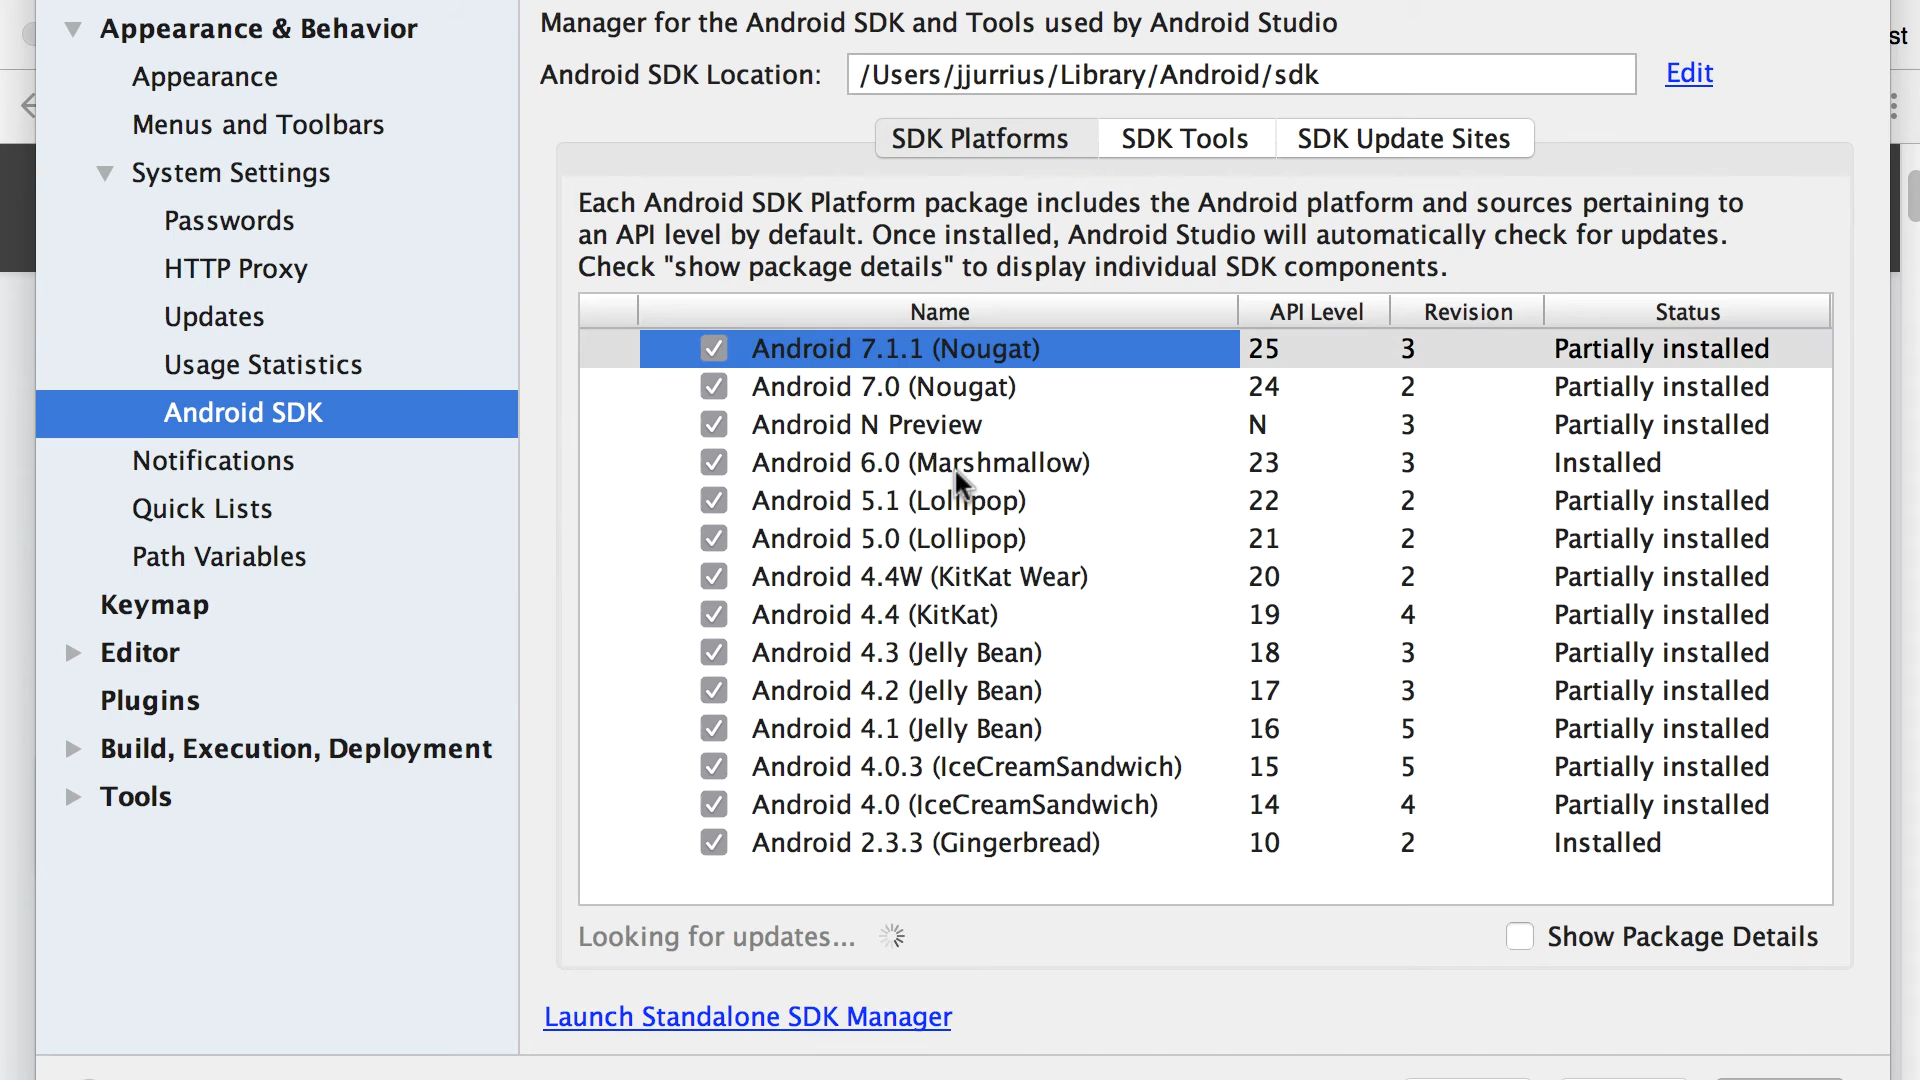 Appearance & Behavior
Appearance
Menus and Toolbars
System Settings
Passwords
HTTP Proxy
Updates
Usage Statistics
Android SDK
Notifications
Quick Lists
Path Variables
Keymap
Editor
Plugins
Build, Execution, Deployment
Tools
Manager for the Android SDK and Tools used by Android Studio
Android SDK Location: /Users/jjurrius/Library/Android/sdk Edit
SDK Platforms SDK Tools SDK Update Sites
Each Android SDK Platform package includes the Android platform and sources pertaining to
an API level by default. Once installed, Android Studio will automatically check for updates.
Check "show package details" to display individual SDK components.
Name API Level Revision Status
Android 7.1.1 (Nougat) 25 3 Partially installed
Android 7.0 (Nougat) 24 2 Partially installed
Android N Preview N 3 Partially installed
Android 6.0 (Marshmallow) 23 3 Installed
Android 5.1 (Lollipop) 22 2 Partially installed
Android 5.0 (Lollipop) 21 2 Partially installed
Android 4.4W (KitKat Wear) 20 2 Partially installed
Android 4.4 (KitKat) 19 4 Partially installed
Android 4.3 (Jelly Bean) 18 3 Partially installed
Android 4.2 (Jelly Bean) 17 3 Partially installed
Android 4.1 (Jelly Bean) 16 5 Partially installed
Android 4.0.3 (IceCreamSandwich) 15 5 Partially installed
Android 4.0 (IceCreamSandwich) 14 4 Partially installed
Android 2.3.3 (Gingerbread) 10 2 Installed
Looking for updates... Show Package Details
Launch Standalone SDK Manager
st